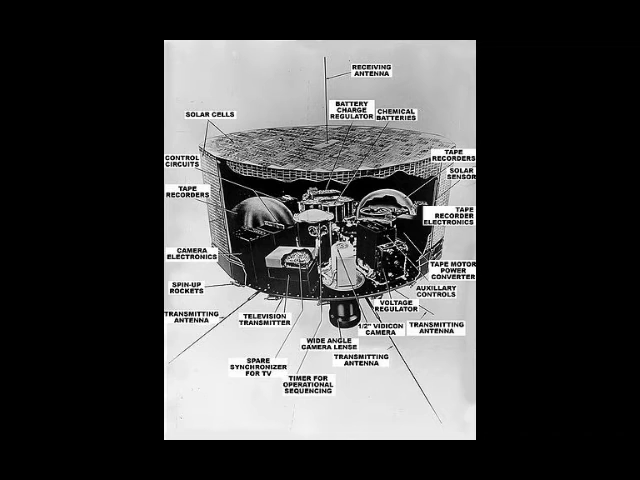 RECEIVING
ANTENNA
BATTERY
CHARGE
REGULATOR
CHEMICAL
BATTERIES
SOLAR CELLS
CONTROL
CIRCUITS
TAPE
RECORDERS
SOLAR
SENSOR
TAPE
RECORDERS
TAPE
RECORDER
ELECTRONICS
CAMERA
ELECTRONICS
TAPE MOTOR
POWER
CONVERTER
SPIN-UP
ROCKETS
AUXILLARY
CONTROLS
VOLTAGE
REGULATOR
TRANSMITTING
ANTENNA
TELEVISION
TRANSMITTER
1/2" VIDICON
CAMERA
TRANSMITTING
ANTENNA
WIDE ANGLE
CAMERA LENSE
TRANSMITTING
ANTENNA
SPARE
SYNCHRONIZER
FOR TV
TIMER FOR
OPERATIONAL
SEQUENCING